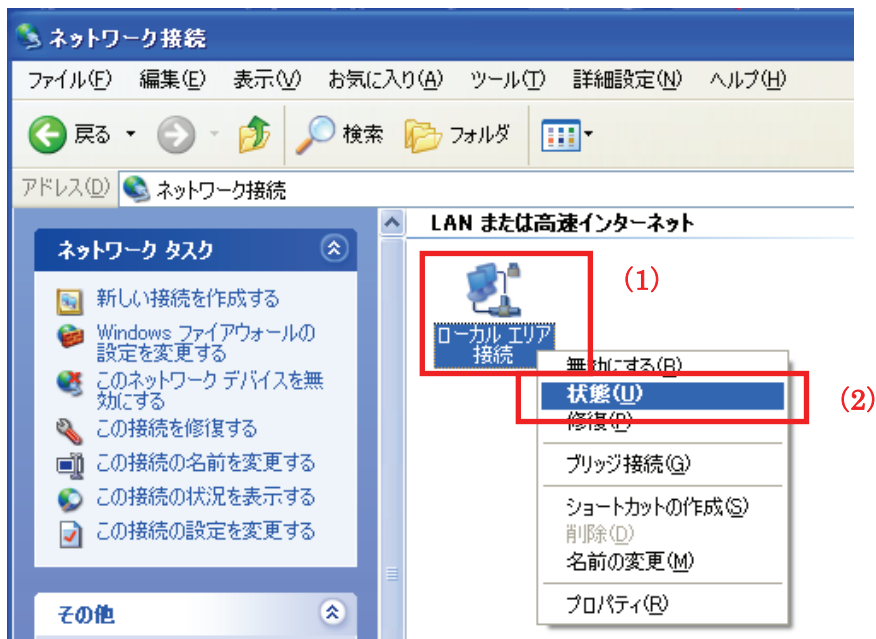 ネットワーク接続
ファイル(F) 編集(E) 表示(V) お気に入り(A) ツール(T) 詳細設定(N) ヘルプ(H)
戻る 検索 フォルダ
アドレス(D) ネットワーク接続
ネットワーク タスク
新しい接続を作成する
Windows ファイアウォールの
設定を変更する
このネットワーク デバイスを無
効にする
この接続を修復する
この接続の名前を変更する
この接続の状況を表示する
この接続の設定を変更する
その他
LAN または高速インターネット
(1)
ローカル エリア
接続
無効にする(B)
状態(U)
(2)
修復(P)
ブリッジ接続(G)
ショートカットの作成(S)
削除(D)
名前の変更(M)
プロパティ(R)